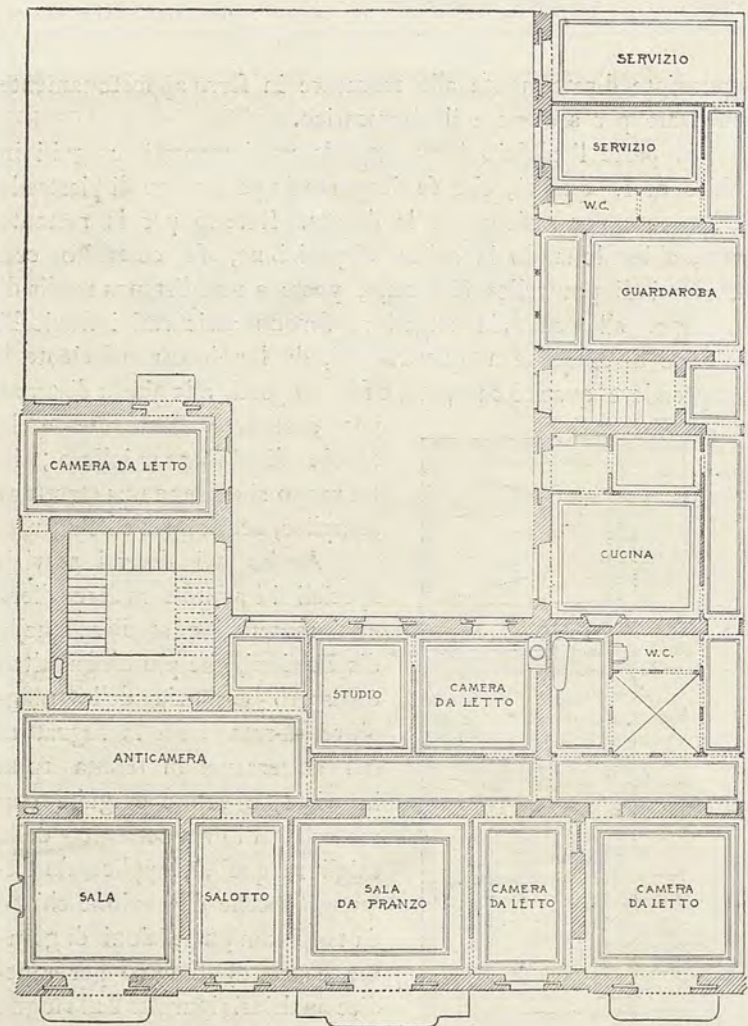 SERVIZIO
SERVIZIO
W.C.
GUARDAROBA
CAMERA DA LETTO
CUCINA
STUDIO
CAMERA
DA LETTO
W.C.
ANTICAMERA
SALA
SALOTTO
SALA
DA PRANZO
CAMERA
DA LETTO
CAMERA
DA LETTO